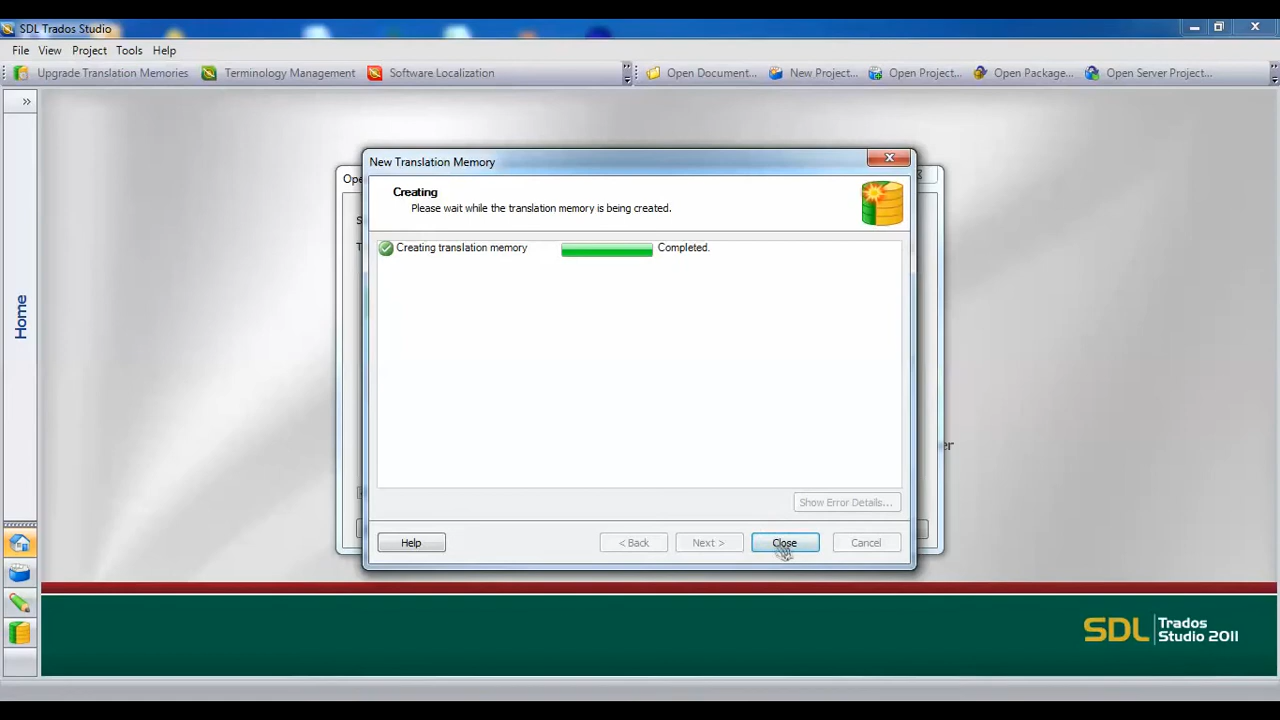 SDL Trados Studio
File View Project Tools Help
Upgrade Translation Memories Terminology Management Software Localization Open Document... New Project... Open Project... Open Package... Open Server Project...
»
Home
New Translation Memory
Creating
Please wait while the translation memory is being created.
Creating translation memory Completed.
Show Error Details...
Help < Back Next > Close Cancel
SDL Trados
Studio 2011